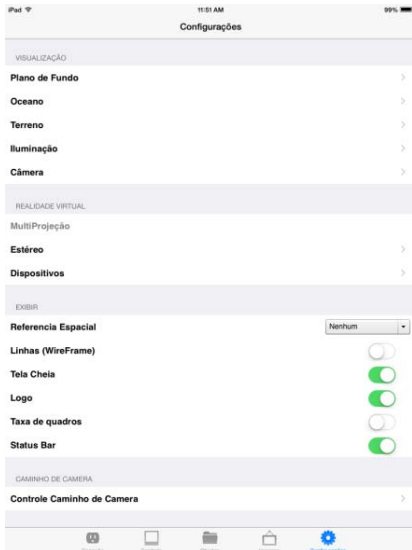 iPad 11:51 AM 99%
Configurações
VISUALIZAÇÃO
Plano de Fundo
Oceano
Terreno
Iluminação
Câmera
REALIDADE VIRTUAL
MultiProjeção
Estéreo
Dispositivos
EXIBIR
Referencia Espacial Nenhum
Linhas (WireFrame)
Tela Cheia
Logo
Taxa de quadros
Status Bar
CAMINHO DE CAMERA
Controle Caminho de Camera